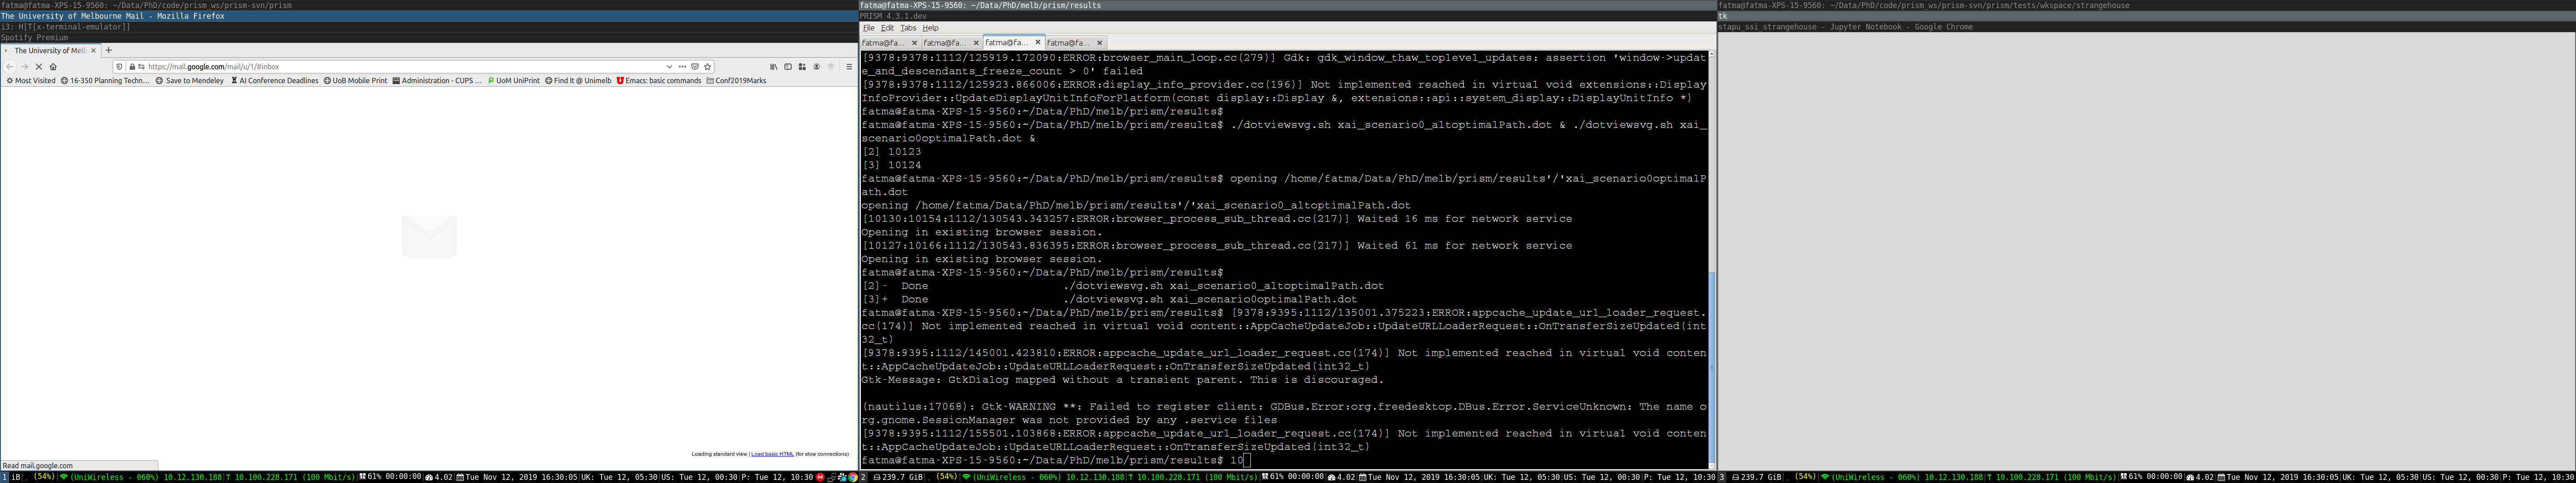 fatma@fatma-XPS-15-9560: ~/Data/PhD/code/prism_ws/prism-svn/prism
The University of Melbourne Mail - Mozilla Firefox
i3: H[T[x-terminal-emulator]]
Spotify Premium
The University of Melb
https://mail.google.com/mail/u/1/#inbox
Most Visited 16-350 Planning Techn… Save to Mendeley AI Conference Deadlines UoB Mobile Print Administration - CUPS … UoM UniPrint Find It @ Unimelb Emacs: basic commands Conf2019Marks
Loading standard view | Load basic HTML (for slow connections)
Read mail.google.com
1 iB (54%) (UniWireless - 060%) 10.12.130.188 T 10.100.228.171 (100 Mbit/s) 61% 00:00:00 4.02 Tue Nov 12, 2019 16:30:05 UK: Tue 12, 05:30 US: Tue 12, 00:30 P: Tue 12, 10:30
fatma@fatma-XPS-15-9560: ~/Data/PhD/melb/prism/results
PRISM 4.3.1.dev
File Edit Tabs Help
fatma@fa... fatma@fa... fatma@fa... fatma@fa...
[9378:9378:1112/125919.172090:ERROR:browser_main_loop.cc(279)] Gdk: gdk_window_thaw_toplevel_updates: assertion 'window->updat
e_and_descendants_freeze_count > 0' failed
[9378:9378:1112/125923.866006:ERROR:display_info_provider.cc(196)] Not implemented reached in virtual void extensions::Display
InfoProvider::UpdateDisplayUnitInfoForPlatform(const display::Display &, extensions::api::system_display::DisplayUnitInfo *)
fatma@fatma-XPS-15-9560:~/Data/PhD/melb/prism/results$
fatma@fatma-XPS-15-9560:~/Data/PhD/melb/prism/results$ ./dotviewsvg.sh xai_scenario0_altoptimalPath.dot & ./dotviewsvg.sh xai_
scenario0optimalPath.dot &
[2] 10123
[3] 10124
fatma@fatma-XPS-15-9560:~/Data/PhD/melb/prism/results$ opening /home/fatma/Data/PhD/melb/prism/results'/'xai_scenario0optimalP
ath.dot
opening /home/fatma/Data/PhD/melb/prism/results'/'xai_scenario0_altoptimalPath.dot
[10130:10154:1112/130543.343257:ERROR:browser_process_sub_thread.cc(217)] Waited 16 ms for network service
Opening in existing browser session.
[10127:10166:1112/130543.836395:ERROR:browser_process_sub_thread.cc(217)] Waited 61 ms for network service
Opening in existing browser session.
fatma@fatma-XPS-15-9560:~/Data/PhD/melb/prism/results$
[2]- Done ./dotviewsvg.sh xai_scenario0_altoptimalPath.dot
[3]+ Done ./dotviewsvg.sh xai_scenario0optimalPath.dot
fatma@fatma-XPS-15-9560:~/Data/PhD/melb/prism/results$ [9378:9395:1112/135001.375223:ERROR:appcache_update_url_loader_request.
cc(174)] Not implemented reached in virtual void content::AppCacheUpdateJob::UpdateURLLoaderRequest::OnTransferSizeUpdated(int
32_t)
[9378:9395:1112/145001.423810:ERROR:appcache_update_url_loader_request.cc(174)] Not implemented reached in virtual void conten
t::AppCacheUpdateJob::UpdateURLLoaderRequest::OnTransferSizeUpdated(int32_t)
Gtk-Message: GtkDialog mapped without a transient parent. This is discouraged.
(nautilus:17068): Gtk-WARNING **: Failed to register client: GDBus.Error:org.freedesktop.DBus.Error.ServiceUnknown: The name o
rg.gnome.SessionManager was not provided by any .service files
[9378:9395:1112/155501.103868:ERROR:appcache_update_url_loader_request.cc(174)] Not implemented reached in virtual void conten
t::AppCacheUpdateJob::UpdateURLLoaderRequest::OnTransferSizeUpdated(int32_t)
fatma@fatma-XPS-15-9560:~/Data/PhD/melb/prism/results$ 10
2 239.7 GiB (54%) (UniWireless - 060%) 10.12.130.188 T 10.100.228.171 (100 Mbit/s) 61% 00:00:00 4.02 Tue Nov 12, 2019 16:30:05 UK: Tue 12, 05:30 US: Tue 12, 00:30 P: Tue 12, 10:30
fatma@fatma-XPS-15-9560: ~/Data/PhD/code/prism_ws/prism-svn/prism/tests/wkspace/strangehouse
tk
stapu_ssi_strangehouse - Jupyter Notebook - Google Chrome
3 239.7 GiB (54%) (UniWireless - 060%) 10.12.130.188 T 10.100.228.171 (100 Mbit/s) 61% 00:00:00 4.02 Tue Nov 12, 2019 16:30:05 UK: Tue 12, 05:30 US: Tue 12, 00:30 P: Tue 12, 10:30